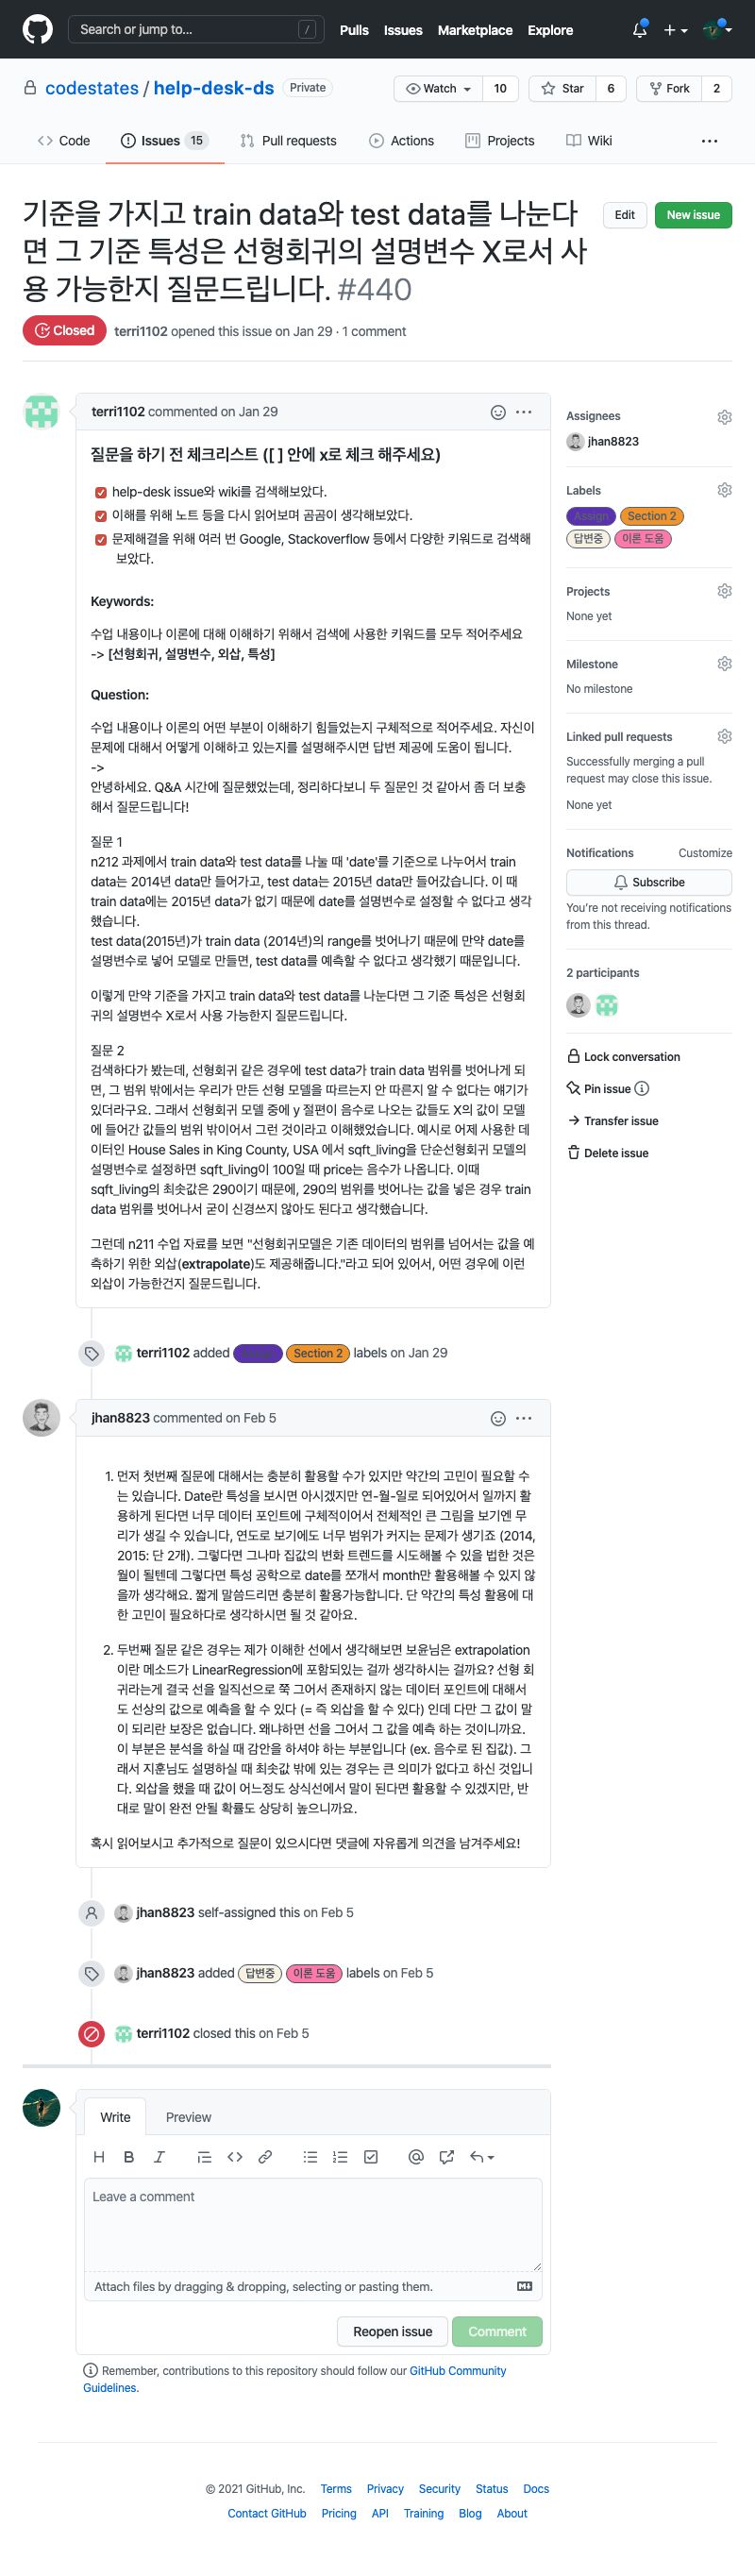 Search or jump to...
/
Pulls Issues Marketplace Explore
codestates / help-desk-ds Private
Watch 10 Star 6 Fork 2
Code Issues 15 Pull requests Actions Projects Wiki ...
기준을 가지고 train data와 test data를 나눈다
면 그 기준 특성은 선형회귀의 설명변수 X로서 사
용 가능한지 질문드립니다. #440
Edit New issue
Closed terri1102 opened this issue on Jan 29 · 1 comment
terri1102 commented on Jan 29
질문을 하기 전 체크리스트 ([ ] 안에 x로 체크 해주세요)
help-desk issue와 wiki를 검색해보았다.
이해를 위해 노트 등을 다시 읽어보며 곰곰이 생각해보았다.
문제해결을 위해 여러 번 Google, Stackoverflow 등에서 다양한 키워드로 검색해
보았다.
Keywords:
수업 내용이나 이론에 대해 이해하기 위해서 검색에 사용한 키워드를 모두 적어주세요
-> [선형회귀, 설명변수, 외삽, 특성]
Question:
수업 내용이나 이론의 어떤 부분이 이해하기 힘들었는지 구체적으로 적어주세요. 자신이
문제에 대해서 어떻게 이해하고 있는지를 설명해주시면 답변 제공에 도움이 됩니다.
->
안녕하세요. Q&A 시간에 질문했었는데, 정리하다보니 두 질문인 것 같아서 좀 더 보충
해서 질문드립니다!
질문 1
n212 과제에서 train data와 test data를 나눌 때 'date'를 기준으로 나누어서 train
data는 2014년 data만 들어가고, test data는 2015년 data만 들어갔습니다. 이 때
train data에는 2015년 data가 없기 때문에 date를 설명변수로 설정할 수 없다고 생각
했습니다.
test data(2015년)가 train data (2014년)의 range를 벗어나기 때문에 만약 date를
설명변수로 넣어 모델로 만들면, test data를 예측할 수 없다고 생각했기 때문입니다.
이렇게 만약 기준을 가지고 train data와 test data를 나눈다면 그 기준 특성은 선형회
귀의 설명변수 X로서 사용 가능한지 질문드립니다.
질문 2
검색하다가 봤는데, 선형회귀 같은 경우에 test data가 train data 범위를 벗어나게 되
면, 그 범위 밖에서는 우리가 만든 선형 모델을 따르는지 안 따른지 알 수 없다는 얘기가
있더라구요. 그래서 선형회귀 모델 중에 y 절편이 음수로 나오는 값들도 X의 값이 모델
에 들어간 값들의 범위 밖이어서 그런 것이라고 이해했었습니다. 예시로 어제 사용한 데
이터인 House Sales in King County, USA 에서 sqft_living을 단순선형회귀 모델의
설명변수로 설정하면 sqft_living이 100일 때 price는 음수가 나옵니다. 이때
sqft_living의 최솟값은 290이기 때문에, 290의 범위를 벗어나는 값을 넣은 경우 train
data 범위를 벗어나서 굳이 신경쓰지 않아도 된다고 생각했습니다.
그런데 n211 수업 자료를 보면 "선형회귀모델은 기존 데이터의 범위를 넘어서는 값을 예
측하기 위한 외삽(extrapolate)도 제공해줍니다."라고 되어 있어서, 어떤 경우에 이런
외삽이 가능한건지 질문드립니다.
terri1102 added Section 2 labels on Jan 29
jhan8823 commented on Feb 5
1. 먼저 첫번째 질문에 대해서는 충분히 활용할 수가 있지만 약간의 고민이 필요할 수
는 있습니다. Date란 특성을 보시면 아시겠지만 연-월-일로 되어있어서 일까지 활
용하게 된다면 너무 데이터 포인트에 구체적이어서 전체적인 큰 그림을 보기엔 무
리가 생길 수 있습니다, 연도로 보기에도 너무 범위가 커지는 문제가 생기죠 (2014,
2015: 단 2개). 그렇다면 그나마 집값의 변화 트렌드를 시도해볼 수 있을 법한 것은
월이 될텐데 그렇다면 특성 공학으로 date를 쪼개서 month만 활용해볼 수 있지 않
을까 생각해요. 짧게 말씀드리면 충분히 활용가능합니다. 단 약간의 특성 활용에 대
한 고민이 필요하다로 생각하시면 될 것 같아요.
2. 두번째 질문 같은 경우는 제가 이해한 선에서 생각해보면 보윤님은 extrapolation
이란 메소드가 LinearRegression에 포함되있는 걸까 생각하시는 걸까요? 선형 회
귀라는게 결국 선을 일직선으로 쭉 그어서 존재하지 않는 데이터 포인트에 대해서
도 선상의 값으로 예측을 할 수 있다 (= 즉 외삽을 할 수 있다) 인데 다만 그 값이 말
이 되리란 보장은 없습니다. 왜냐하면 선을 그어서 그 값을 예측 하는 것이니까요.
이 부분은 분석을 하실 때 감안을 하셔야 하는 부분입니다 (ex. 음수로 된 집값). 그
래서 지훈님도 설명하실 때 최솟값 밖에 있는 경우는 큰 의미가 없다고 하신 것입니
다. 외삽을 했을 때 값이 어느정도 상식선에서 말이 된다면 활용할 수 있겠지만, 반
대로 말이 완전 안될 확률도 상당히 높으니까요.
혹시 읽어보시고 추가적으로 질문이 있으시다면 댓글에 자유롭게 의견을 남겨주세요!
jhan8823 self-assigned this on Feb 5
jhan8823 added 답변중 이론 도움 labels on Feb 5
terri1102 closed this on Feb 5
Assignees
jhan8823
Labels
Assign Section 2
답변중 이론 도움
Projects
None yet
Milestone
No milestone
Linked pull requests
Successfully merging a pull
request may close this issue.
None yet
Notifications Customize
Subscribe
You're not receiving notifications
from this thread.
2 participants
Lock conversation
Pin issue
Transfer issue
Delete issue
Write Preview
Leave a comment
Attach files by dragging & dropping, selecting or pasting them.
Reopen issue Comment
Remember, contributions to this repository should follow our GitHub Community
Guidelines.
© 2021 GitHub, Inc. Terms Privacy Security Status Docs
Contact GitHub Pricing API Training Blog About